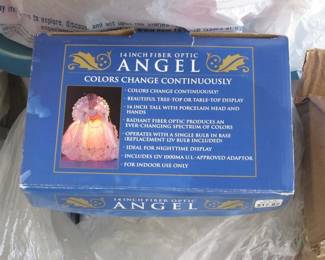 14 INCH FIBER OPTIC
ANGEL
COLORS CHANGE CONTINUOUSLY
· COLORS CHANGE CONTINUOUSLY!
· BEAUTIFUL TREE-TOP OR TABLE-TOP DISPLAY
· 14 INCH TALL WITH PORCELAIN HEAD AND
HANDS
· RADIANT FIBER OPTIC PRODUCES AN
EVER-CHANGING SPECTRUM OF COLORS
· OPERATES WITH A SINGLE BULB IN BASE
(REPLACEMENT 12V BULB INCLUDED)
· IDEAL FOR NIGHTTIME DISPLAY
· INCLUDES 12V 1000MA U.L.-APPROVED ADAPTOR
· FOR INDOOR USE ONLY
14 INCH FIBER OPTIC
ANGEL